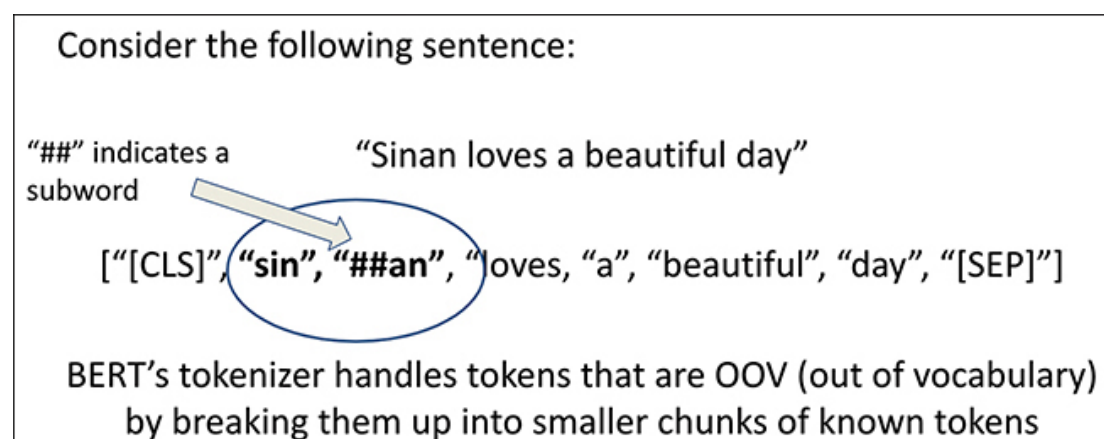 Consider the following sentence:
“##” indicates a
subword
“Sinan loves a beautiful day”
[“[CLS]”, “sin”, “##an”, “loves, “a”, “beautiful”, “day”, “[SEP]”]
BERT’s tokenizer handles tokens that are OOV (out of vocabulary)
by breaking them up into smaller chunks of known tokens